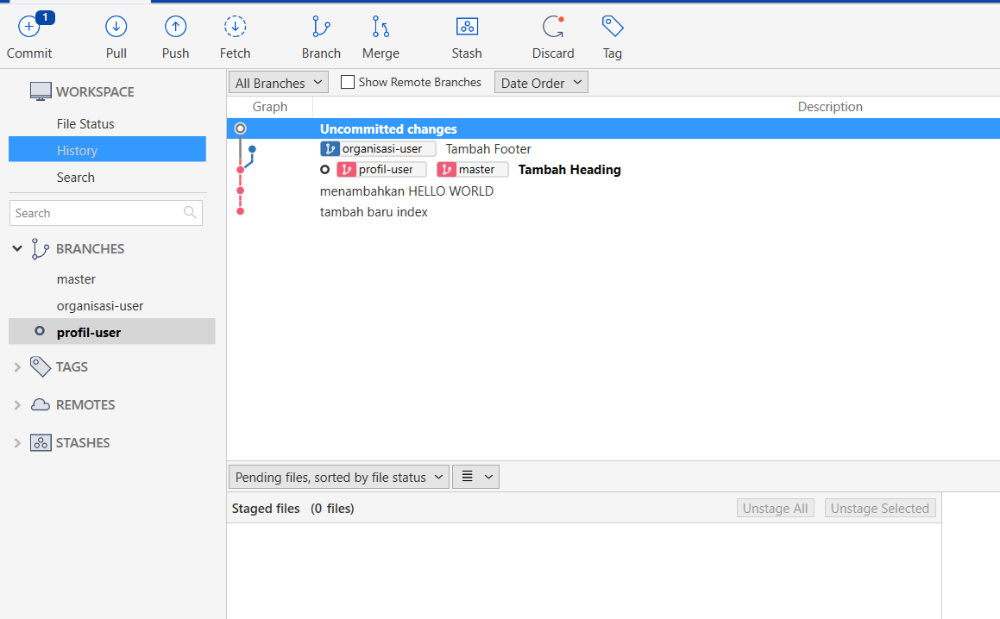 1
Commit Pull Push Fetch Branch Merge Stash Discard Tag
WORKSPACE
File Status
History
Search
Search
BRANCHES
master
organisasi-user
profil-user
TAGS
REMOTES
STASHES
All Branches Show Remote Branches Date Order
Graph Description
Uncommitted changes
organisasi-user Tambah Footer
profil-user master Tambah Heading
menambahkan HELLO WORLD
tambah baru index
Pending files, sorted by file status
Staged files (0 files) Unstage All Unstage Selected